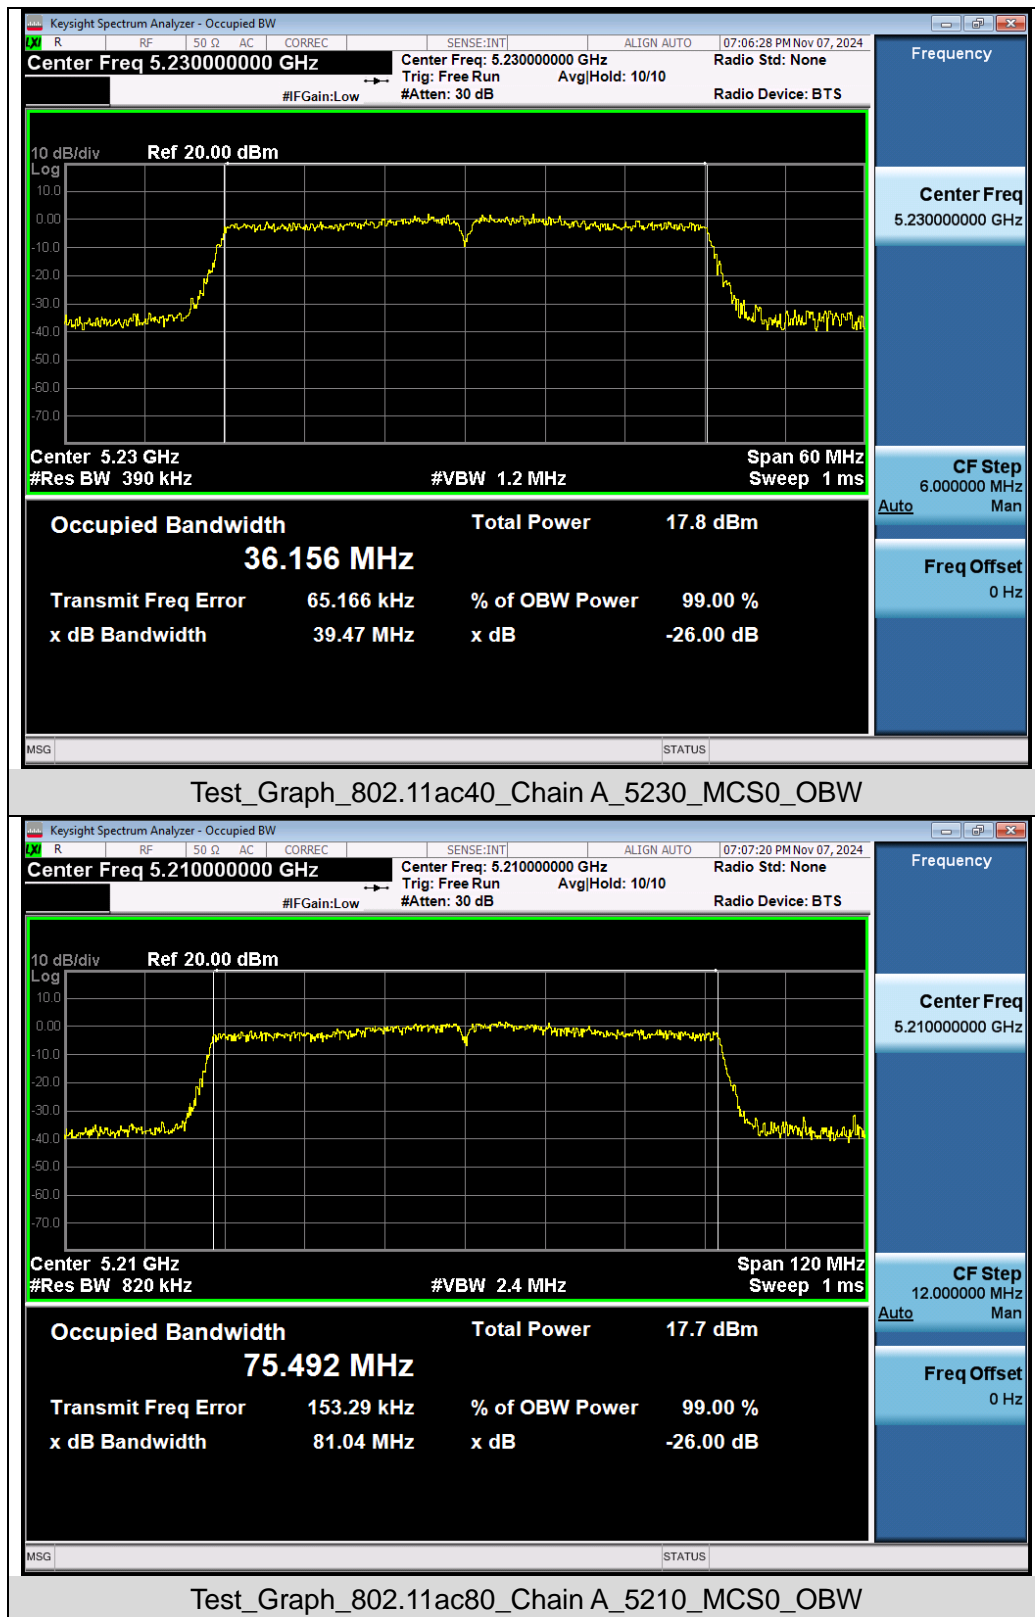 Keysight Spectrum Analyzer - Occupied BW
LXI R RF 50 Ω AC CORREC SENSE:INT ALIGN AUTO 07:06:28 PM Nov 07, 2024
Center Freq 5.230000000 GHz
Center Freq: 5.230000000 GHz Radio Std: None
Trig: Free Run Avg|Hold: 10/10
#IFGain:Low #Atten: 30 dB Radio Device: BTS
10 dB/div Ref 20.00 dBm
Log
10.0
0.00
-10.0
-20.0
-30.0
-40.0
-50.0
-60.0
-70.0
Center 5.23 GHz Span 60 MHz
#Res BW 390 kHz #VBW 1.2 MHz Sweep 1 ms
Occupied Bandwidth Total Power 17.8 dBm
36.156 MHz
Transmit Freq Error 65.166 kHz % of OBW Power 99.00 %
x dB Bandwidth 39.47 MHz x dB -26.00 dB
MSG STATUS
Frequency
Center Freq
5.230000000 GHz
CF Step
6.000000 MHz
Auto Man
Freq Offset
0 Hz
Test_Graph_802.11ac40_Chain A_5230_MCS0_OBW
Keysight Spectrum Analyzer - Occupied BW
LXI R RF 50 Ω AC CORREC SENSE:INT ALIGN AUTO 07:07:20 PM Nov 07, 2024
Center Freq 5.210000000 GHz
Center Freq: 5.210000000 GHz Radio Std: None
Trig: Free Run Avg|Hold: 10/10
#IFGain:Low #Atten: 30 dB Radio Device: BTS
10 dB/div Ref 20.00 dBm
Log
10.0
0.00
-10.0
-20.0
-30.0
-40.0
-50.0
-60.0
-70.0
Center 5.21 GHz Span 120 MHz
#Res BW 820 kHz #VBW 2.4 MHz Sweep 1 ms
Occupied Bandwidth Total Power 17.7 dBm
75.492 MHz
Transmit Freq Error 153.29 kHz % of OBW Power 99.00 %
x dB Bandwidth 81.04 MHz x dB -26.00 dB
MSG STATUS
Frequency
Center Freq
5.210000000 GHz
CF Step
12.000000 MHz
Auto Man
Freq Offset
0 Hz
Test_Graph_802.11ac80_Chain A_5210_MCS0_OBW